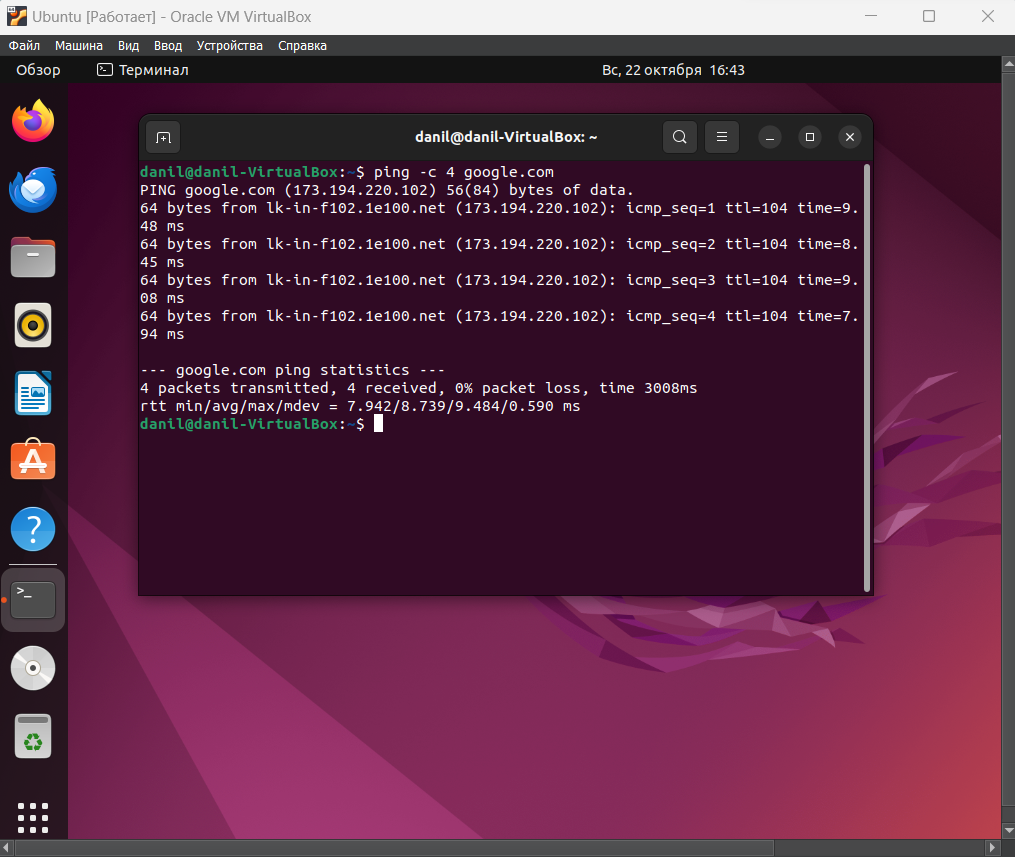 Ubuntu [Работает] - Oracle VM VirtualBox
Файл Машина Вид Ввод Устройства Справка
Обзор Терминал Вс, 22 октября 16:43
danil@danil-VirtualBox: ~
danil@danil-VirtualBox:~$ ping -c 4 google.com
PING google.com (173.194.220.102) 56(84) bytes of data.
64 bytes from lk-in-f102.1e100.net (173.194.220.102): icmp_seq=1 ttl=104 time=9.
48 ms
64 bytes from lk-in-f102.1e100.net (173.194.220.102): icmp_seq=2 ttl=104 time=8.
45 ms
64 bytes from lk-in-f102.1e100.net (173.194.220.102): icmp_seq=3 ttl=104 time=9.
08 ms
64 bytes from lk-in-f102.1e100.net (173.194.220.102): icmp_seq=4 ttl=104 time=7.
94 ms
--- google.com ping statistics ---
4 packets transmitted, 4 received, 0% packet loss, time 3008ms
rtt min/avg/max/mdev = 7.942/8.739/9.484/0.590 ms
danil@danil-VirtualBox:~$